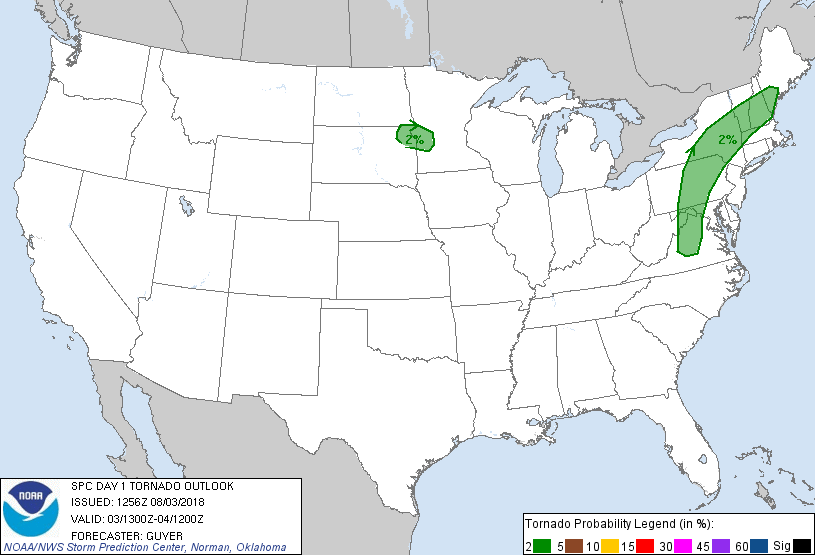 2%
2%
NOAA
SPC DAY 1 TORNADO OUTLOOK
ISSUED: 1256Z 08/03/2018
VALID: 03/1300Z-04/1200Z
FORECASTER: GUYER
NOAA/NWS Storm Prediction Center, Norman, Oklahoma
Tornado Probability Legend (in %):
2 5 10 15 30 45 60 Sig